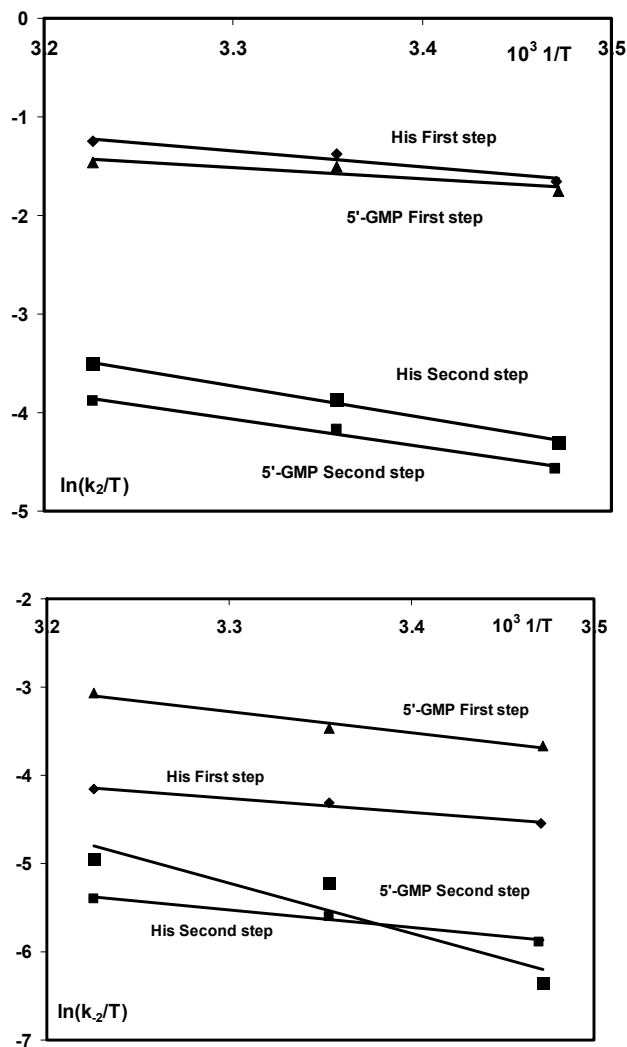 0
3.2 3.3 3.4 10³ 1/T 3.5
His First step
-1
5'-GMP First step
-2
-3
His Second step
-4
5'-GMP Second step
ln(k₂/T)
-5
-2
3.2 3.3 3.4 10³ 1/T 3.5
5'-GMP First step
-3
His First step
-4
5'-GMP Second step
-5
His Second step
-6
ln(k₋₂/T)
-7